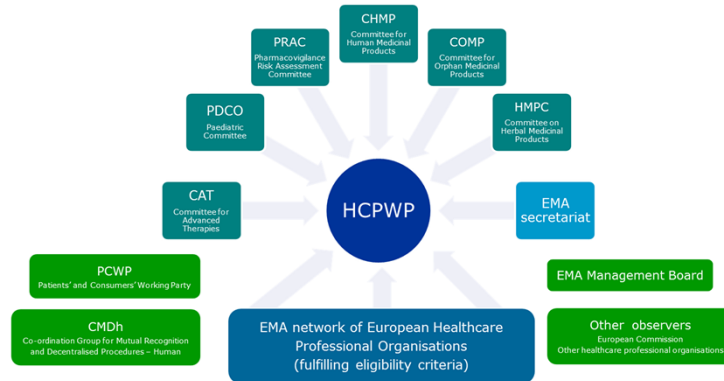 CHMP
Committee for
Human Medicinal
Products
PRAC
Pharmacovigilance
Risk Assessment
Committee
COMP
Committee for
Orphan Medicinal
Products
PDCO
Paediatric
Committee
HMPC
Committee on
Herbal Medicinal
Products
CAT
Committee for
Advanced
Therapies
HCPWP
EMA
secretariat
PCWP
Patients' and Consumers' Working Party
EMA Management Board
CMDh
Co-ordination Group for Mutual Recognition
and Decentralised Procedures – Human
EMA network of European Healthcare
Professional Organisations
(fulfilling eligibility criteria)
Other observers
European Commission
Other healthcare professional organisations